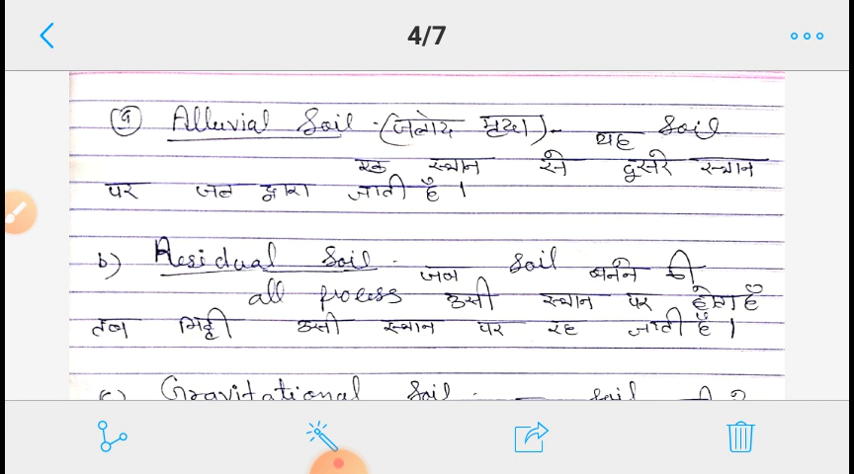 4/7
(a) Alluvial Soil - (जलोढ मृदा) - यह Soil
एक स्थान से दूसरे स्थान
पर जल द्वारा जाती है ।
b) Residual Soil - जब Soil बनने की
all process उसी स्थान पर होता है
तब मिट्टी उसी स्थान पर रह जाती है ।
c) Gravitational Soil - soil